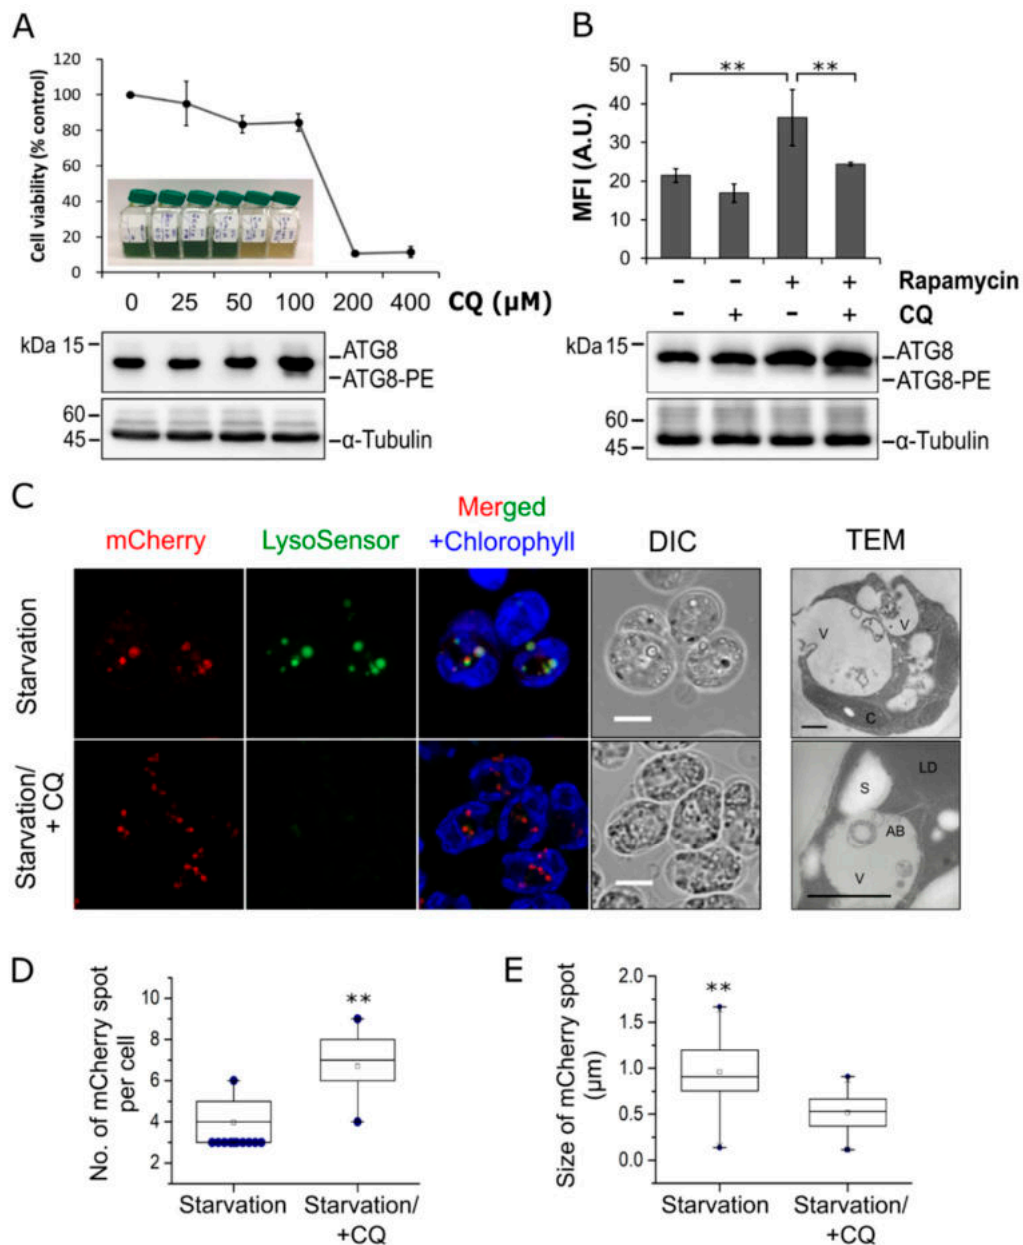 A
120
100
80
60
40
20
0
Cell viability (% control)
0 25 50 100 200 400 CQ (µM)
kDa 15
ATG8
ATG8-PE
60
45
α-Tubulin
B
50
40
30
20
10
0
MFI (A.U.)
** **
- - + + Rapamycin
- + - + CQ
kDa 15
ATG8
ATG8-PE
60
45
α-Tubulin
C
mCherry LysoSensor Merged +Chlorophyll DIC TEM
Starvation
V V C
Starvation/ + CQ
S LD AB V
D
10
8
6
4
2
No. of mCherry spot per cell
**
Starvation Starvation/ +CQ
E
2.0
1.5
1.0
0.5
0.0
Size of mCherry spot (µm)
**
Starvation Starvation/ +CQ